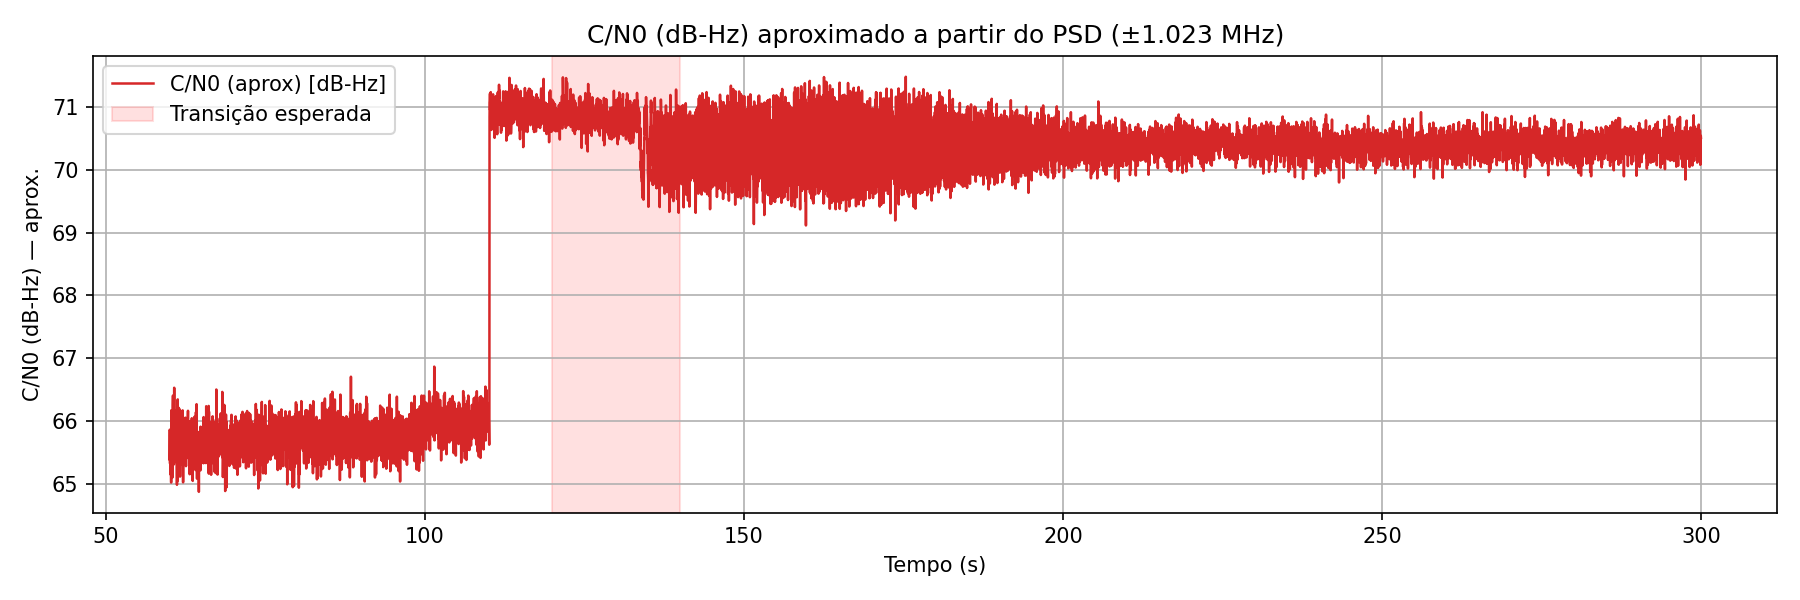 C/N0 (dB-Hz) aproximado a partir do PSD (±1.023 MHz)
C/N0 (aprox) [dB-Hz]
Transição esperada
C/N0 (dB-Hz) — aprox.
71
70
69
68
67
66
65
50
100
150
200
250
300
Tempo (s)